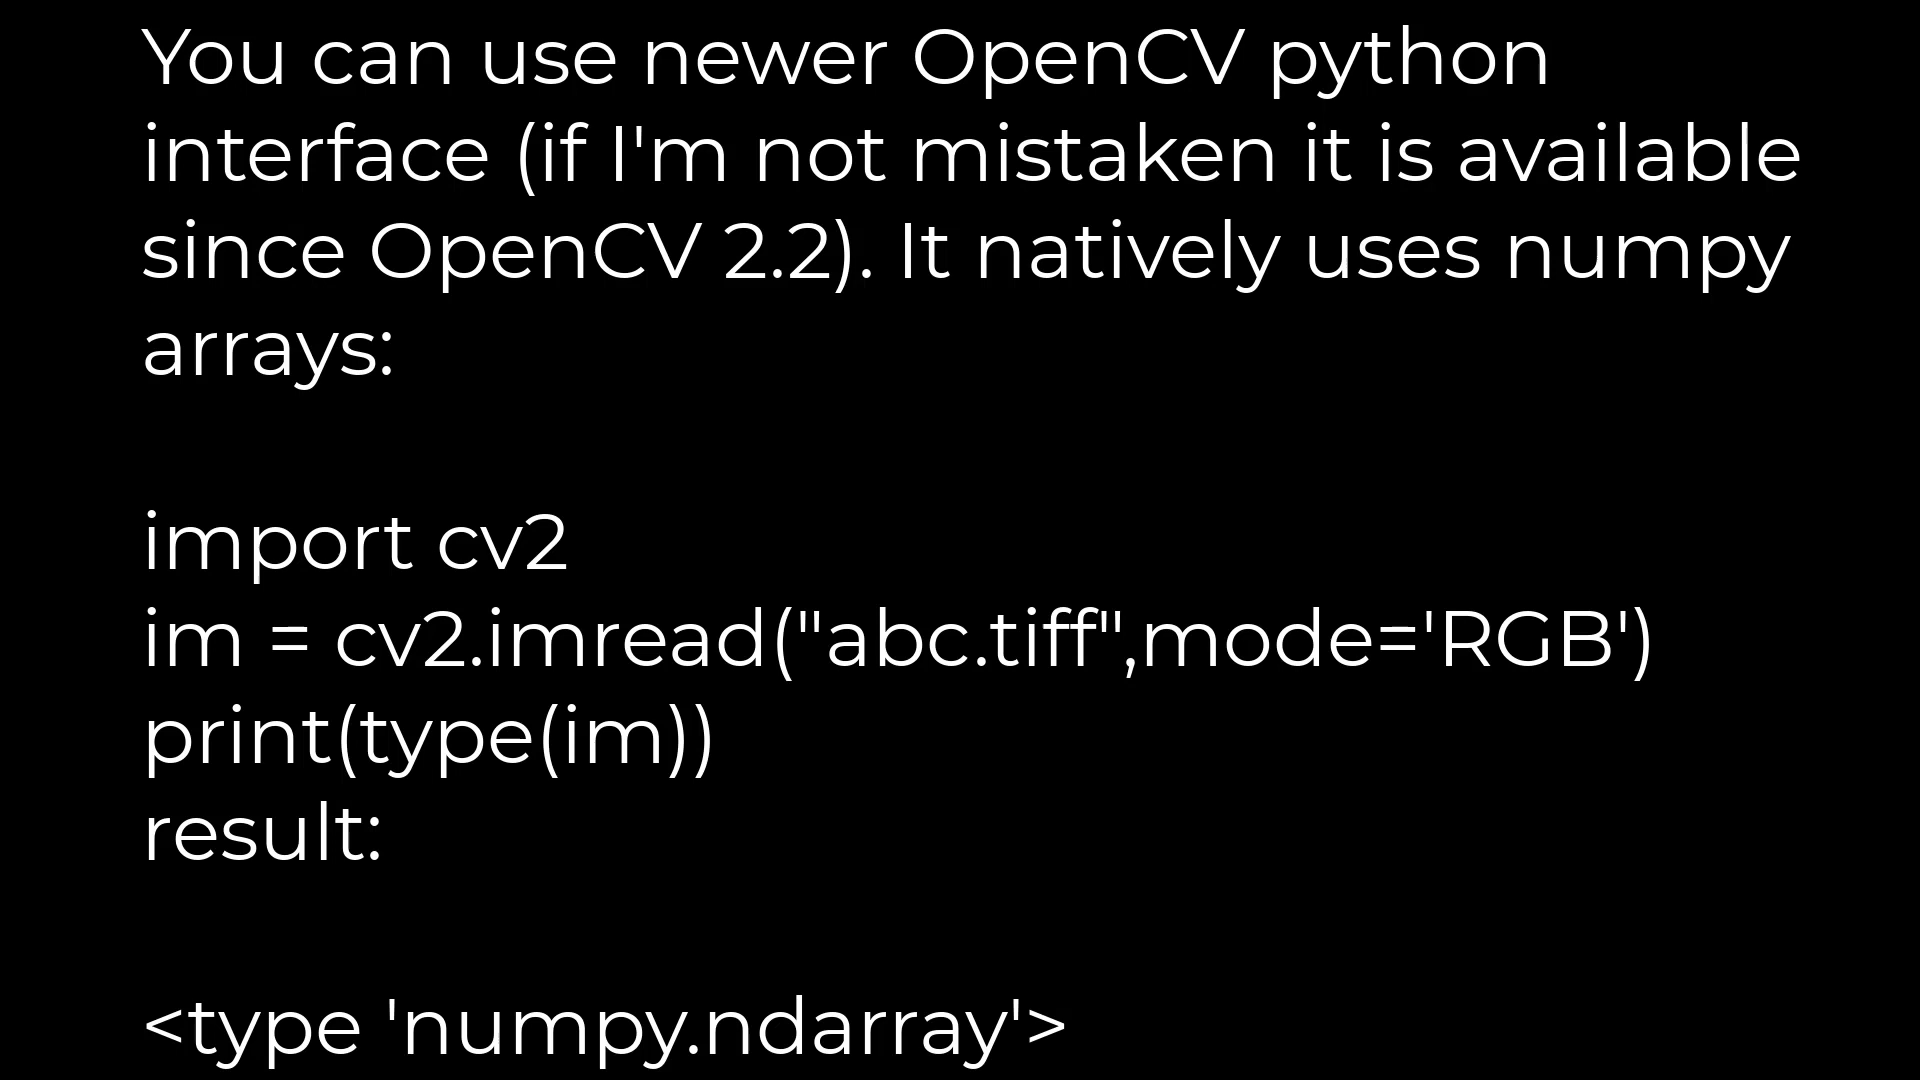 You can use newer OpenCV python
interface (if I'm not mistaken it is available
since OpenCV 2.2). It natively uses numpy
arrays:
import cv2
im = cv2.imread("abc.tiff",mode='RGB')
print(type(im))
result:
<type 'numpy.ndarray'>